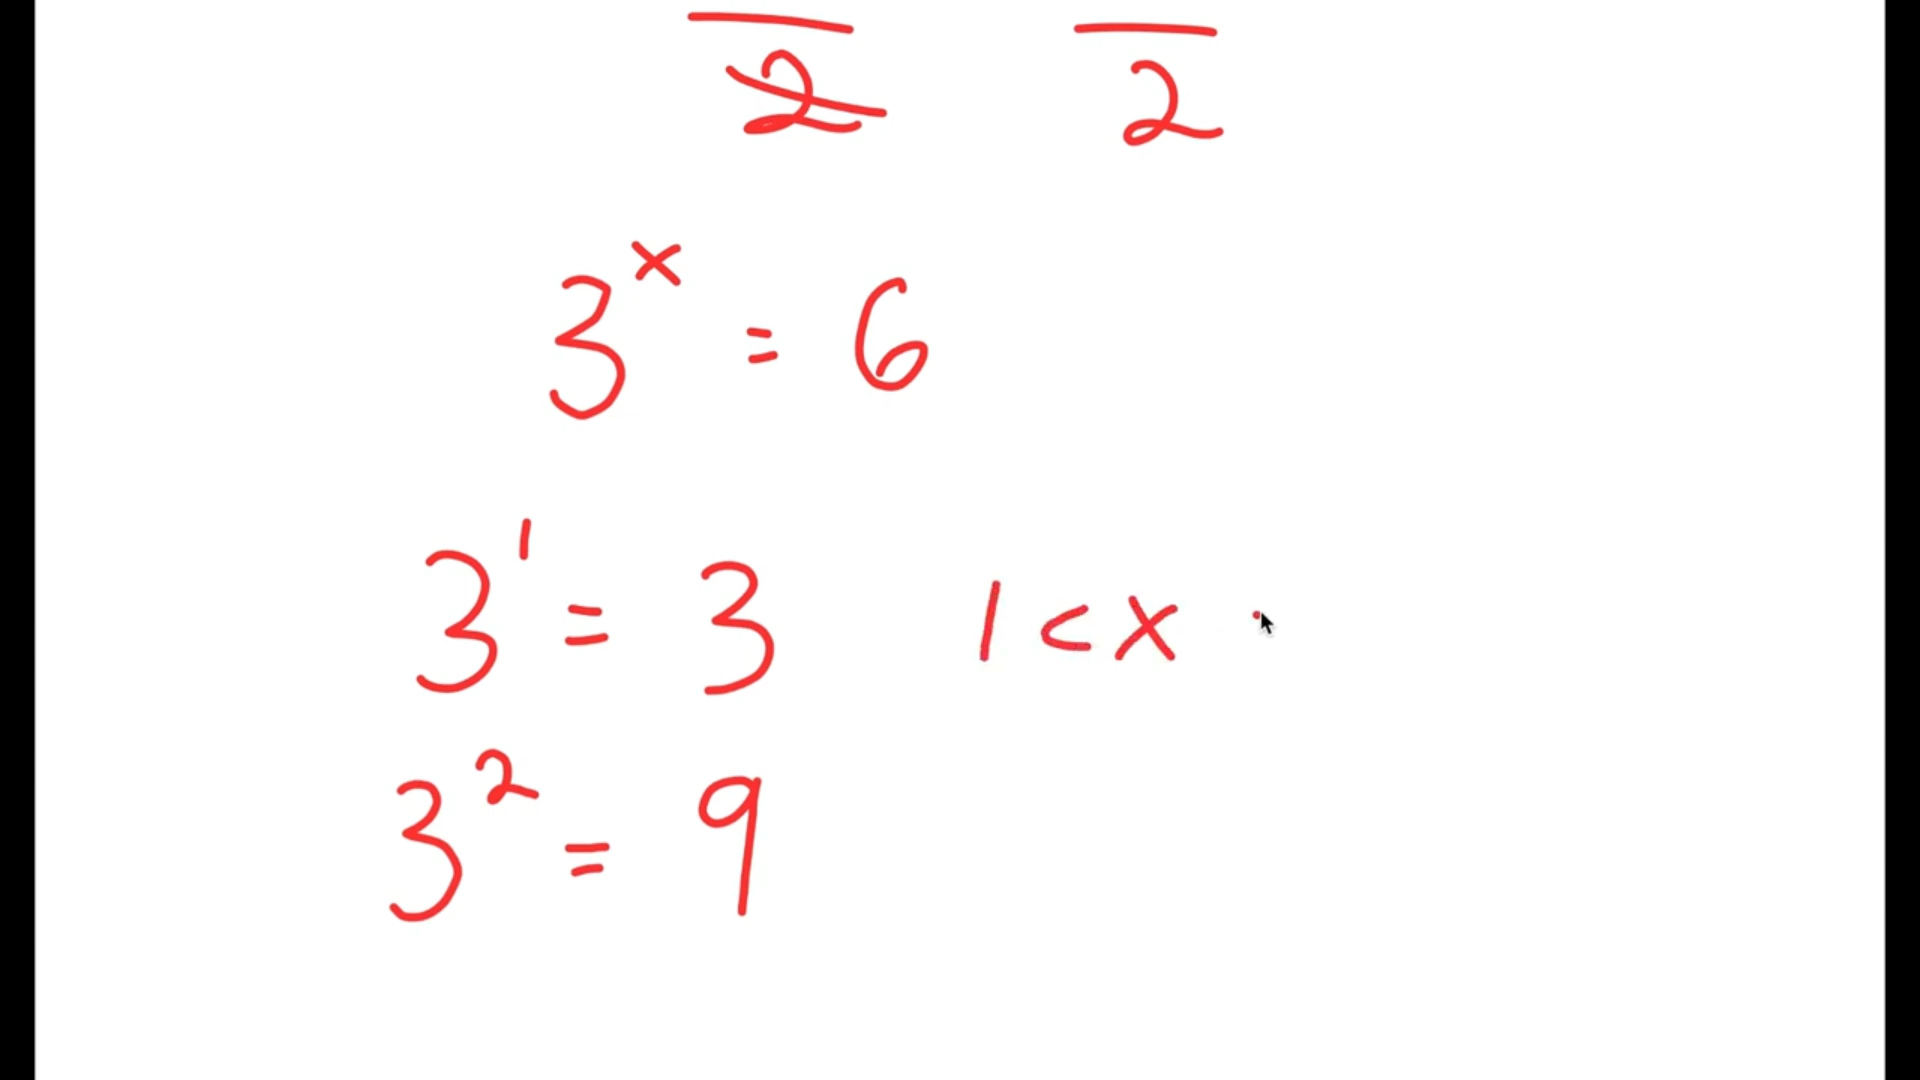 2 2
3^x = 6
3^1 = 3 1 < x
3^2 = 9